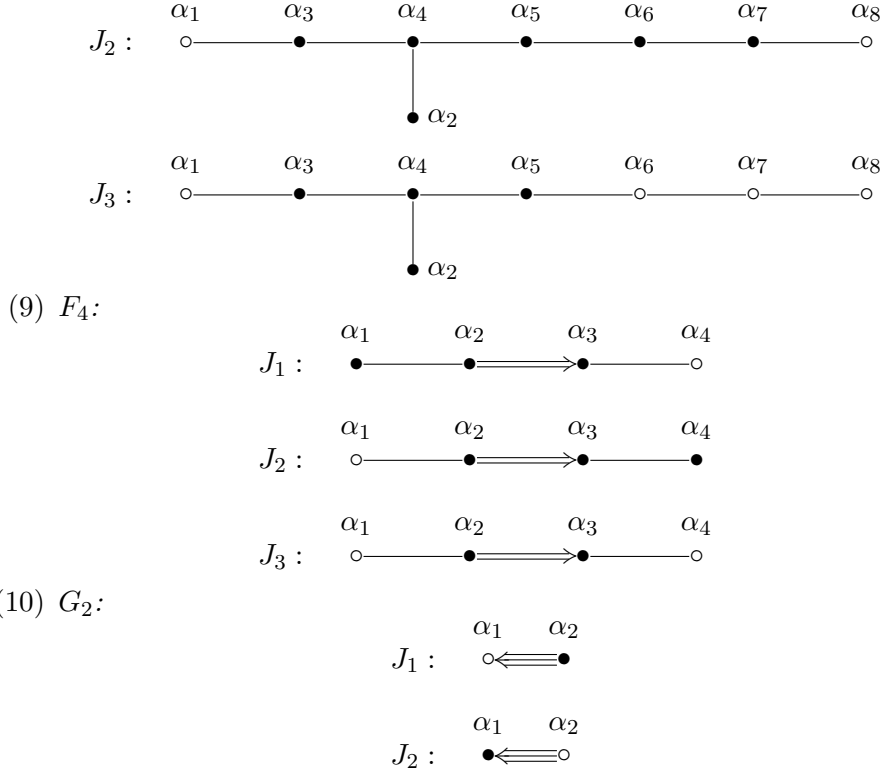 α₁ α₃ α₄ α₅ α₆ α₇ α₈
J₂ :
α₂
α₁ α₃ α₄ α₅ α₆ α₇ α₈
J₃ :
α₂
(9) F₄:
α₁ α₂ α₃ α₄
J₁ :
α₁ α₂ α₃ α₄
J₂ :
α₁ α₂ α₃ α₄
J₃ :
(10) G₂:
α₁ α₂
J₁ :
α₁ α₂
J₂ :